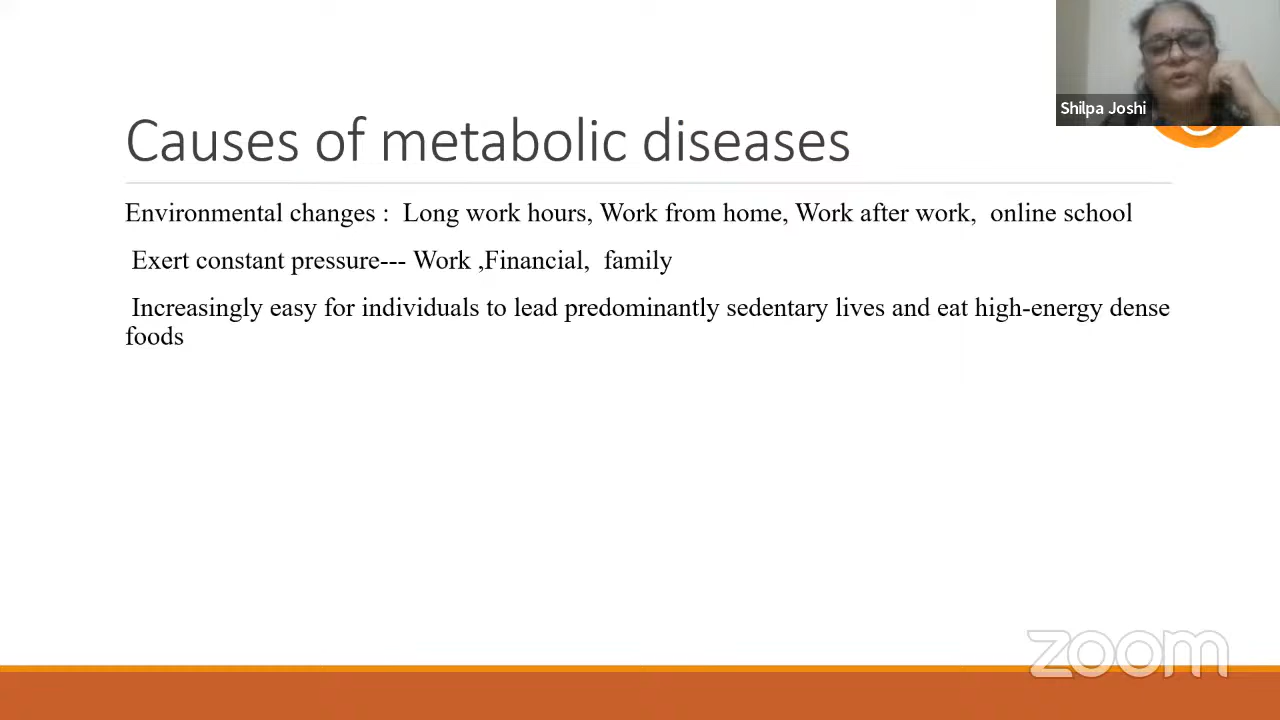 Shilpa Joshi
Causes of metabolic diseases
Environmental changes : Long work hours, Work from home, Work after work, online school
Exert constant pressure--- Work ,Financial, family
Increasingly easy for individuals to lead predominantly sedentary lives and eat high-energy dense
foods
zoom